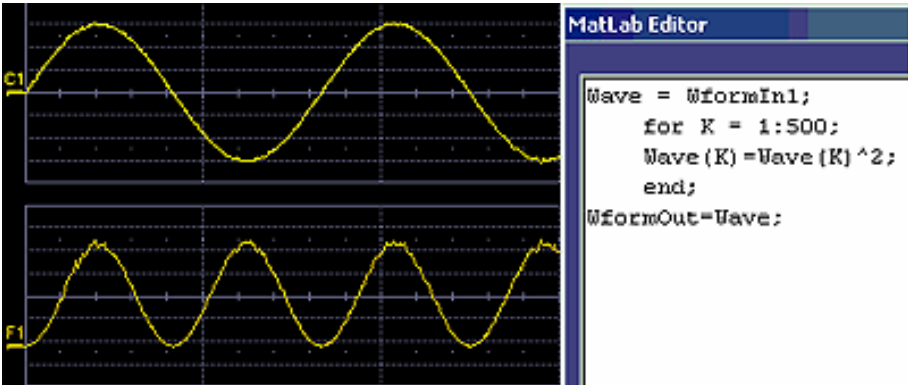 C1
F1
MatLab Editor
Wave = WformIn1;
for K = 1:500;
Wave(K)=Wave(K)^2;
end;
WformOut=Wave;